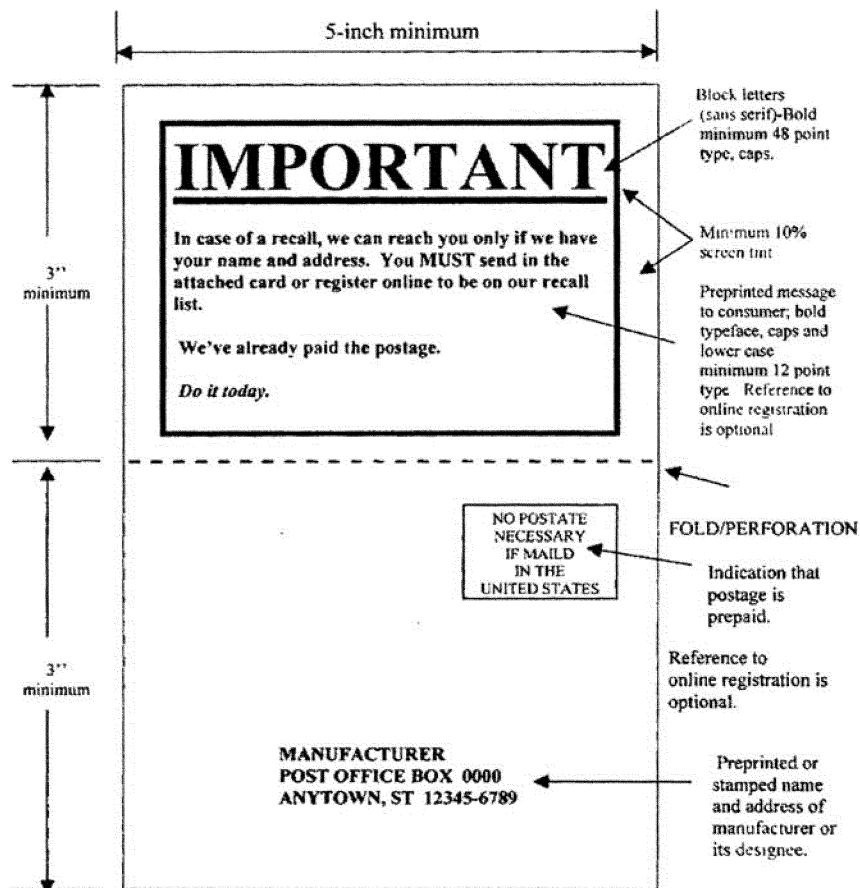 5-inch minimum
Block letters
(sans serif)-Bold
minimum 48 point
type, caps.
IMPORTANT
Minimum 10%
screen tint
In case of a recall, we can reach you only if we have
your name and address. You MUST send in the
attached card or register online to be on our recall
list.
We've already paid the postage.
Do it today.
3"
minimum
Preprinted message
to consumer; bold
typeface, caps and
lower case
minimum 12 point
type Reference to
online registration
is optional
FOLD/PERFORATION
NO POSTATE
NECESSARY
IF MAILD
IN THE
UNITED STATES
Indication that
postage is
prepaid.
Reference to
online registration is
optional.
3"
minimum
MANUFACTURER
POST OFFICE BOX 0000
ANYTOWN, ST 12345-6789
Preprinted or
stamped name
and address of
manufacturer or
its designee.